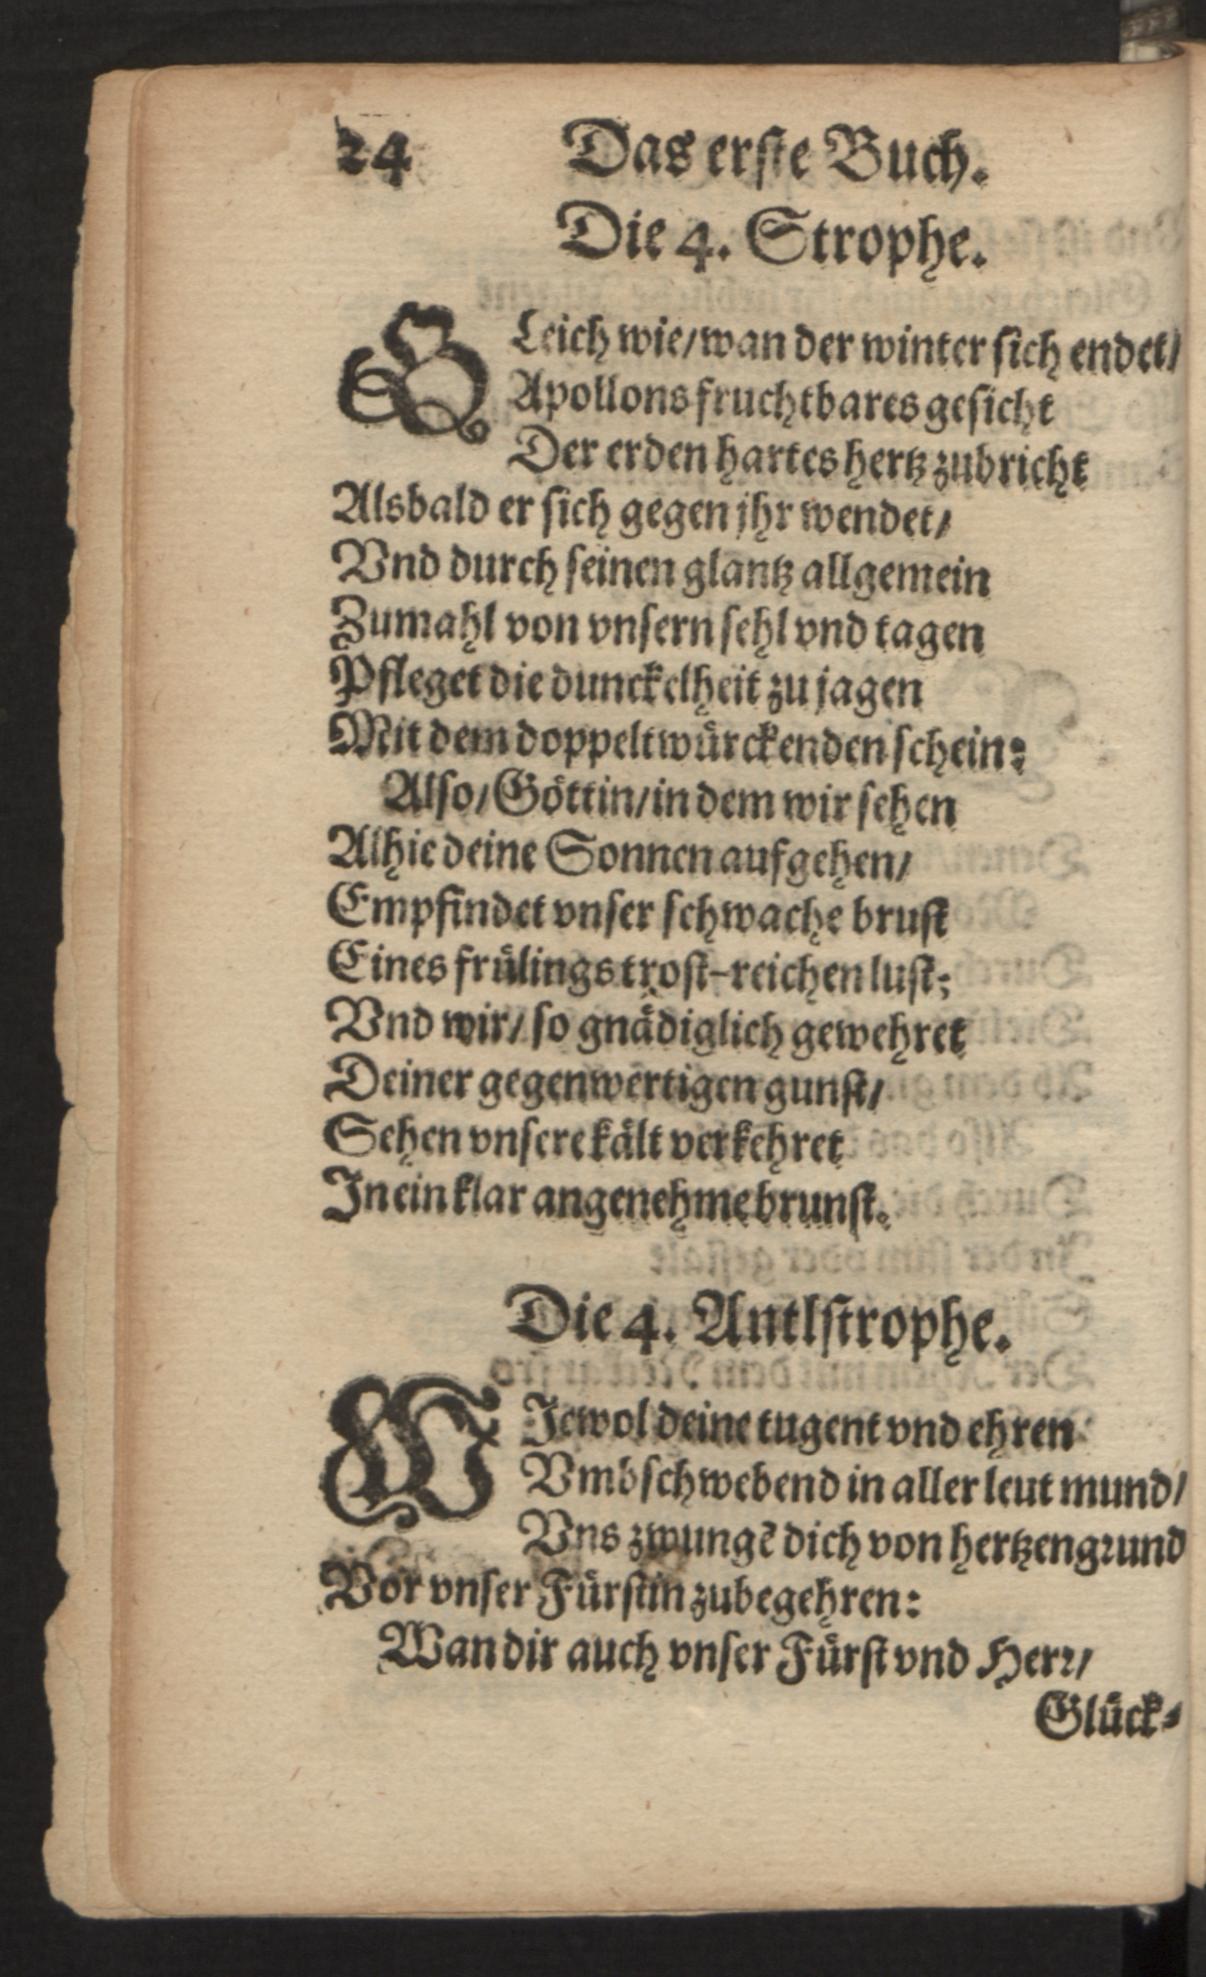 24 Das erste Buch.
Die 4. Strophe.
GLeich wie/wan der winter sich endet/
Apollons fruchtbares gesicht
Der erden hartes hertz zubricht
Alsbald er sich gegen jhr wendet/
Vnd durch seinen glantz allgemein
Zumahl von vnsern sehl vnd tagen
Pfleget die dunckelheit zu jagen
Mit dem doppeltwürckenden schein:
Also/Göttin/in dem wir sehen
Alhie deine Sonnen aufgehen/
Empfindet vnser schwache brust
Eines frülings trost-reichen lust;
Vnd wir/ so gnädiglich gewehret
Deiner gegenwertigen gunst/
Sehen vnsere kält verkehret
In ein klar angenehme brunst.
Die 4. Antlstrophe.
WIewol deine tugent vnd ehren
Vmbschwebend in aller leut mund/
Vns zwungē dich von hertzengrund
Vor vnser Fürstin zubegehren:
Wan dir auch vnser Fürst vnd Herr/
Glück-